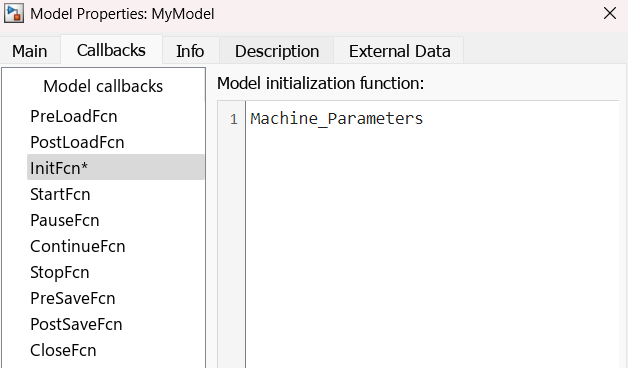 Model Properties: MyModel
Main
Callbacks
Info
Description
External Data
Model callbacks
PreLoadFcn
PostLoadFcn
InitFcn*
StartFcn
PauseFcn
ContinueFcn
StopFcn
PreSaveFcn
PostSaveFcn
CloseFcn
Model initialization function:
1 Machine_Parameters